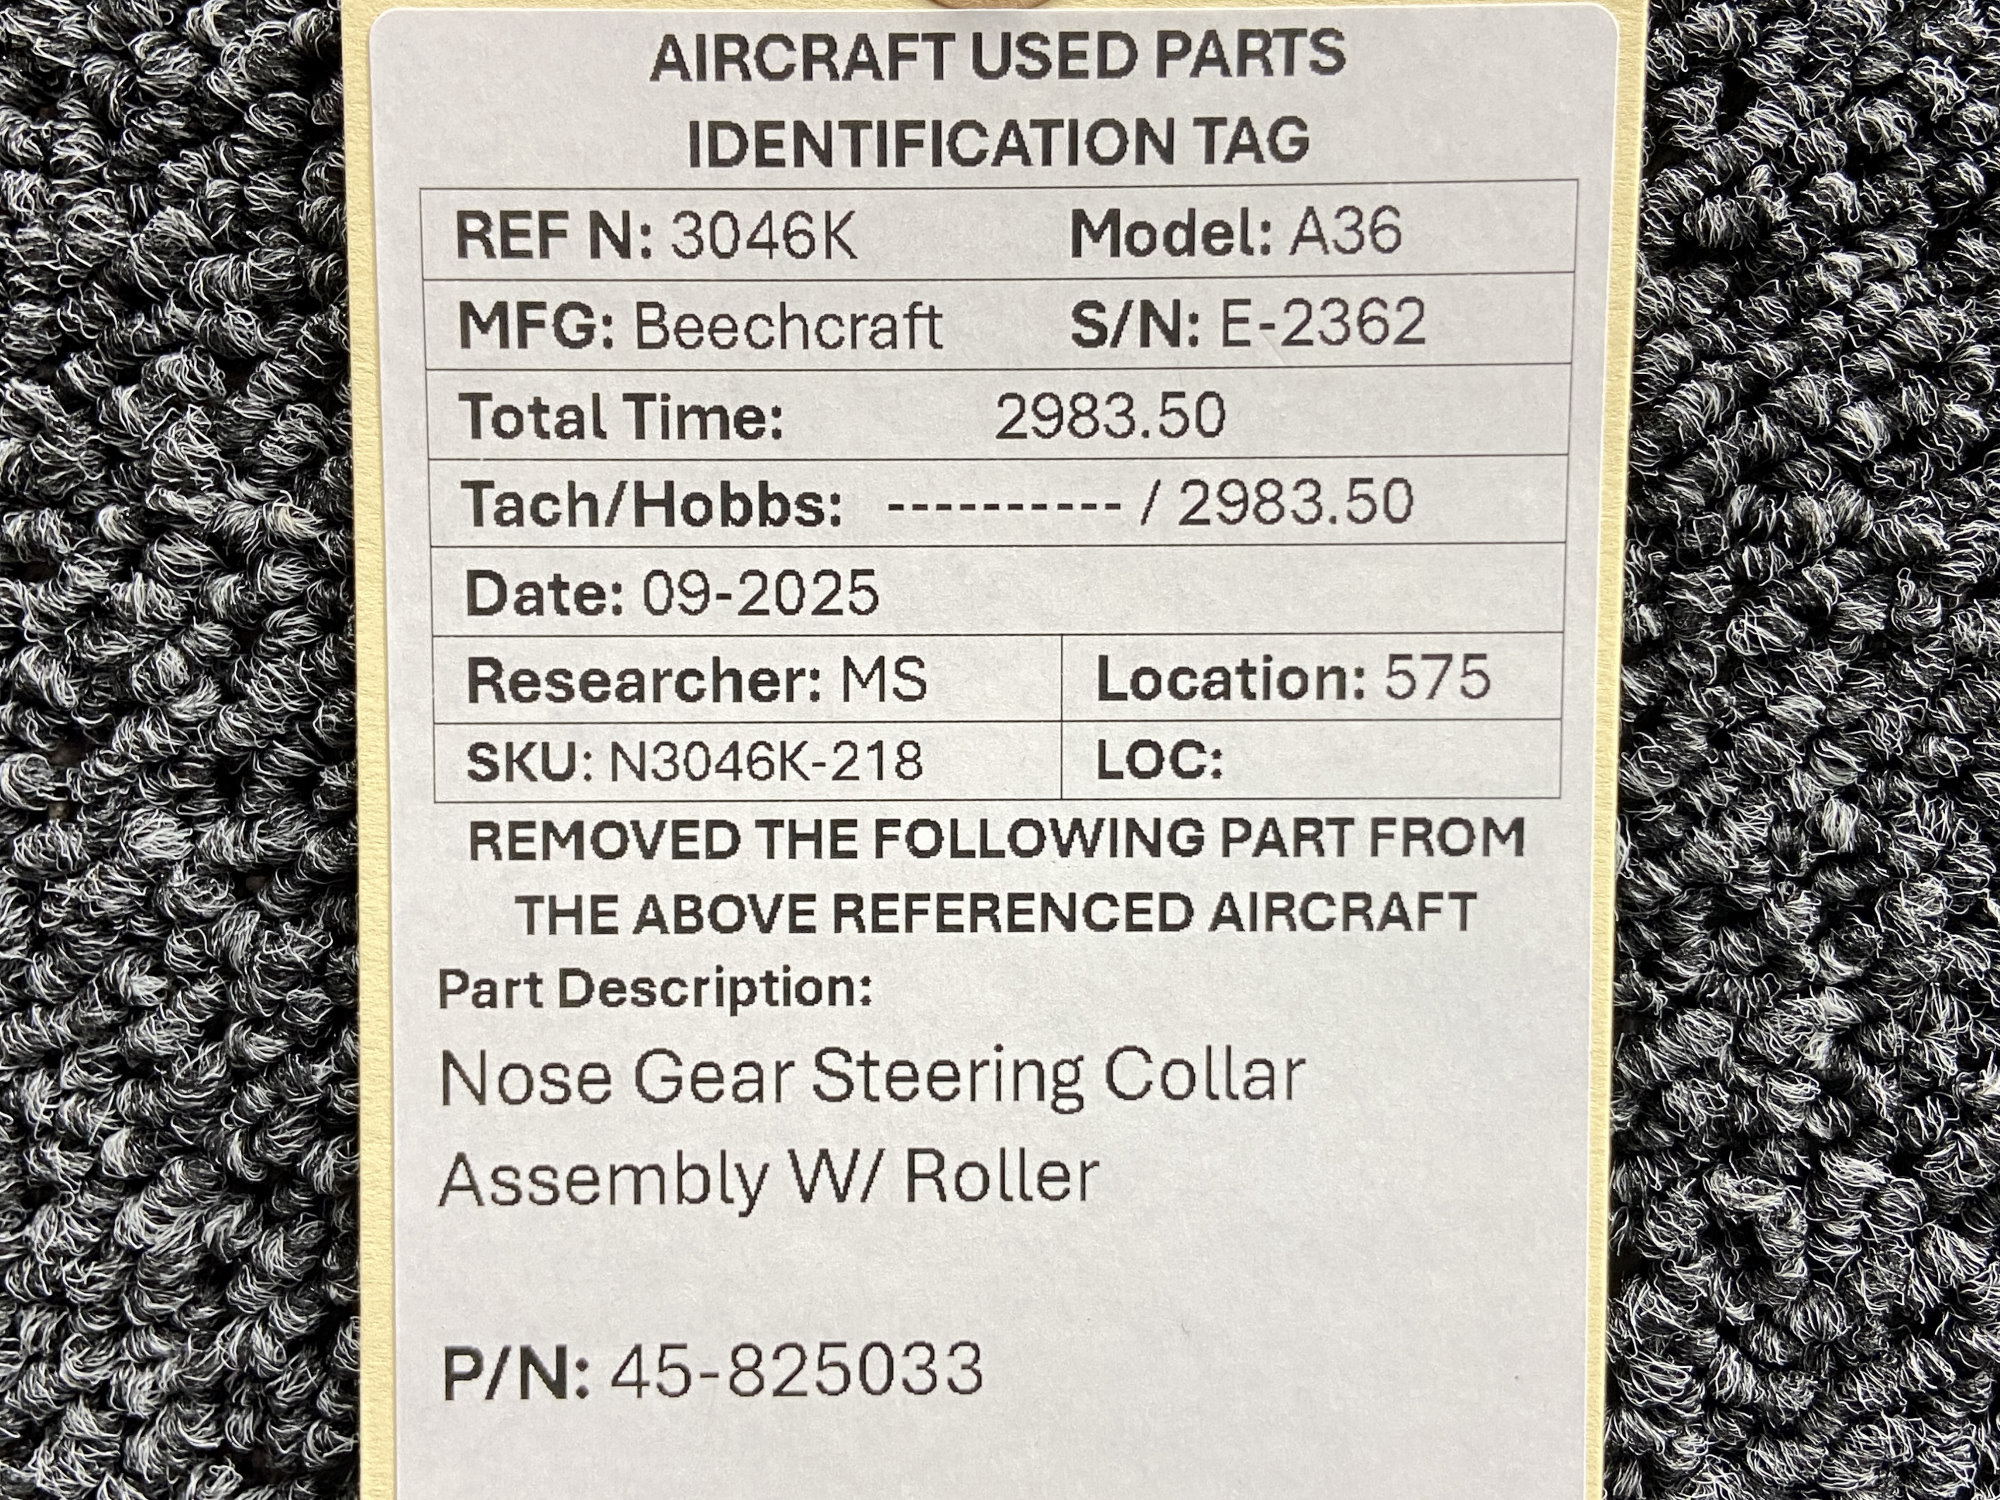 AIRCRAFT USED PARTS
IDENTIFICATION TAG
REF N: 3046K Model: A36
MFG: Beechcraft S/N: E-2362
Total Time: 2983.50
Tach/Hobbs: ---------- / 2983.50
Date: 09-2025
Researcher: MS Location: 575
SKU: N3046K-218 LOC:
REMOVED THE FOLLOWING PART FROM
THE ABOVE REFERENCED AIRCRAFT
Part Description:
Nose Gear Steering Collar
Assembly W/ Roller
P/N: 45-825033